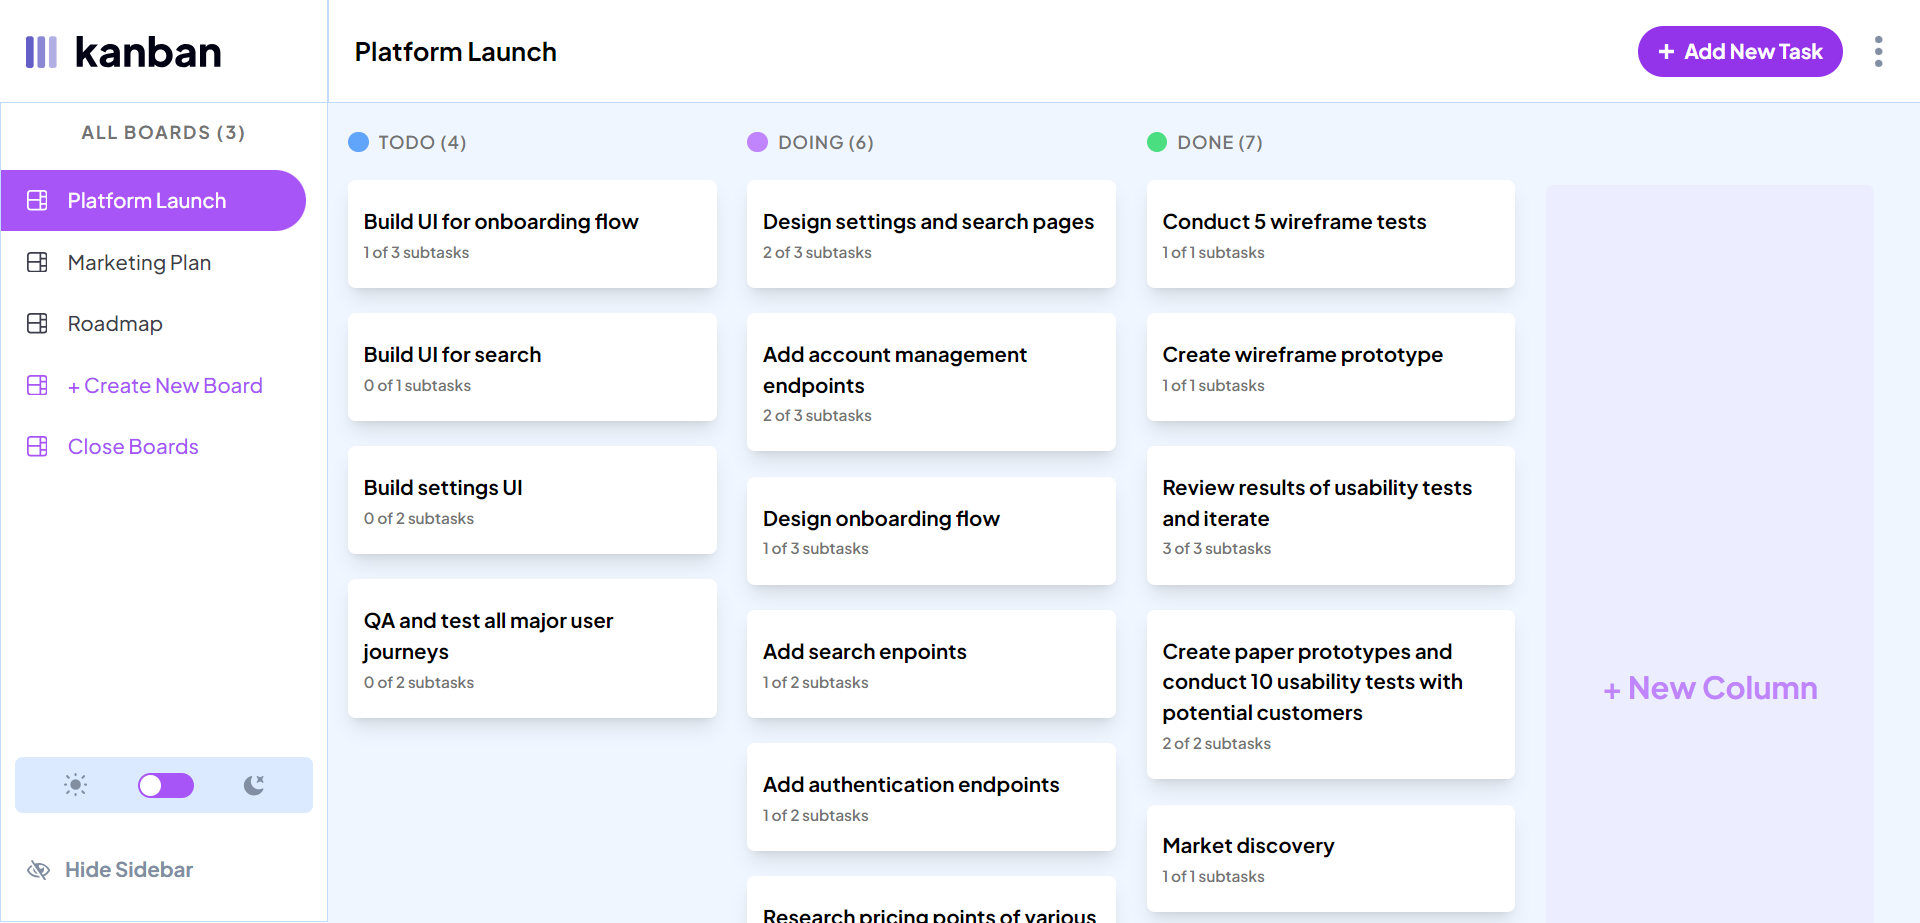 kanban
Platform Launch
+ Add New Task
ALL BOARDS (3)
Platform Launch
Marketing Plan
Roadmap
+ Create New Board
Close Boards
Hide Sidebar
TODO (4)
Build UI for onboarding flow
1 of 3 subtasks
Build UI for search
0 of 1 subtasks
Build settings UI
0 of 2 subtasks
QA and test all major user
journeys
0 of 2 subtasks
DOING (6)
Design settings and search pages
2 of 3 subtasks
Add account management
endpoints
2 of 3 subtasks
Design onboarding flow
1 of 3 subtasks
Add search enpoints
1 of 2 subtasks
Add authentication endpoints
1 of 2 subtasks
Research pricing points of various
DONE (7)
Conduct 5 wireframe tests
1 of 1 subtasks
Create wireframe prototype
1 of 1 subtasks
Review results of usability tests
and iterate
3 of 3 subtasks
Create paper prototypes and
conduct 10 usability tests with
potential customers
2 of 2 subtasks
Market discovery
1 of 1 subtasks
+ New Column